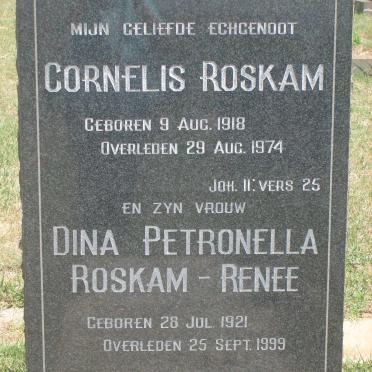 MIJN GELIEFDE ECHGENOOT
CORNELIS ROSKAM
GEBOREN 9 AUG. 1918
OVERLEDEN 29 AUG. 1974
JOH. 11: VERS 25
EN ZYN VROUW
DINA PETRONELLA
ROSKAM - RENEE
GEBOREN 28 JUL. 1921
OVERLEDEN 25 SEPT. 1999